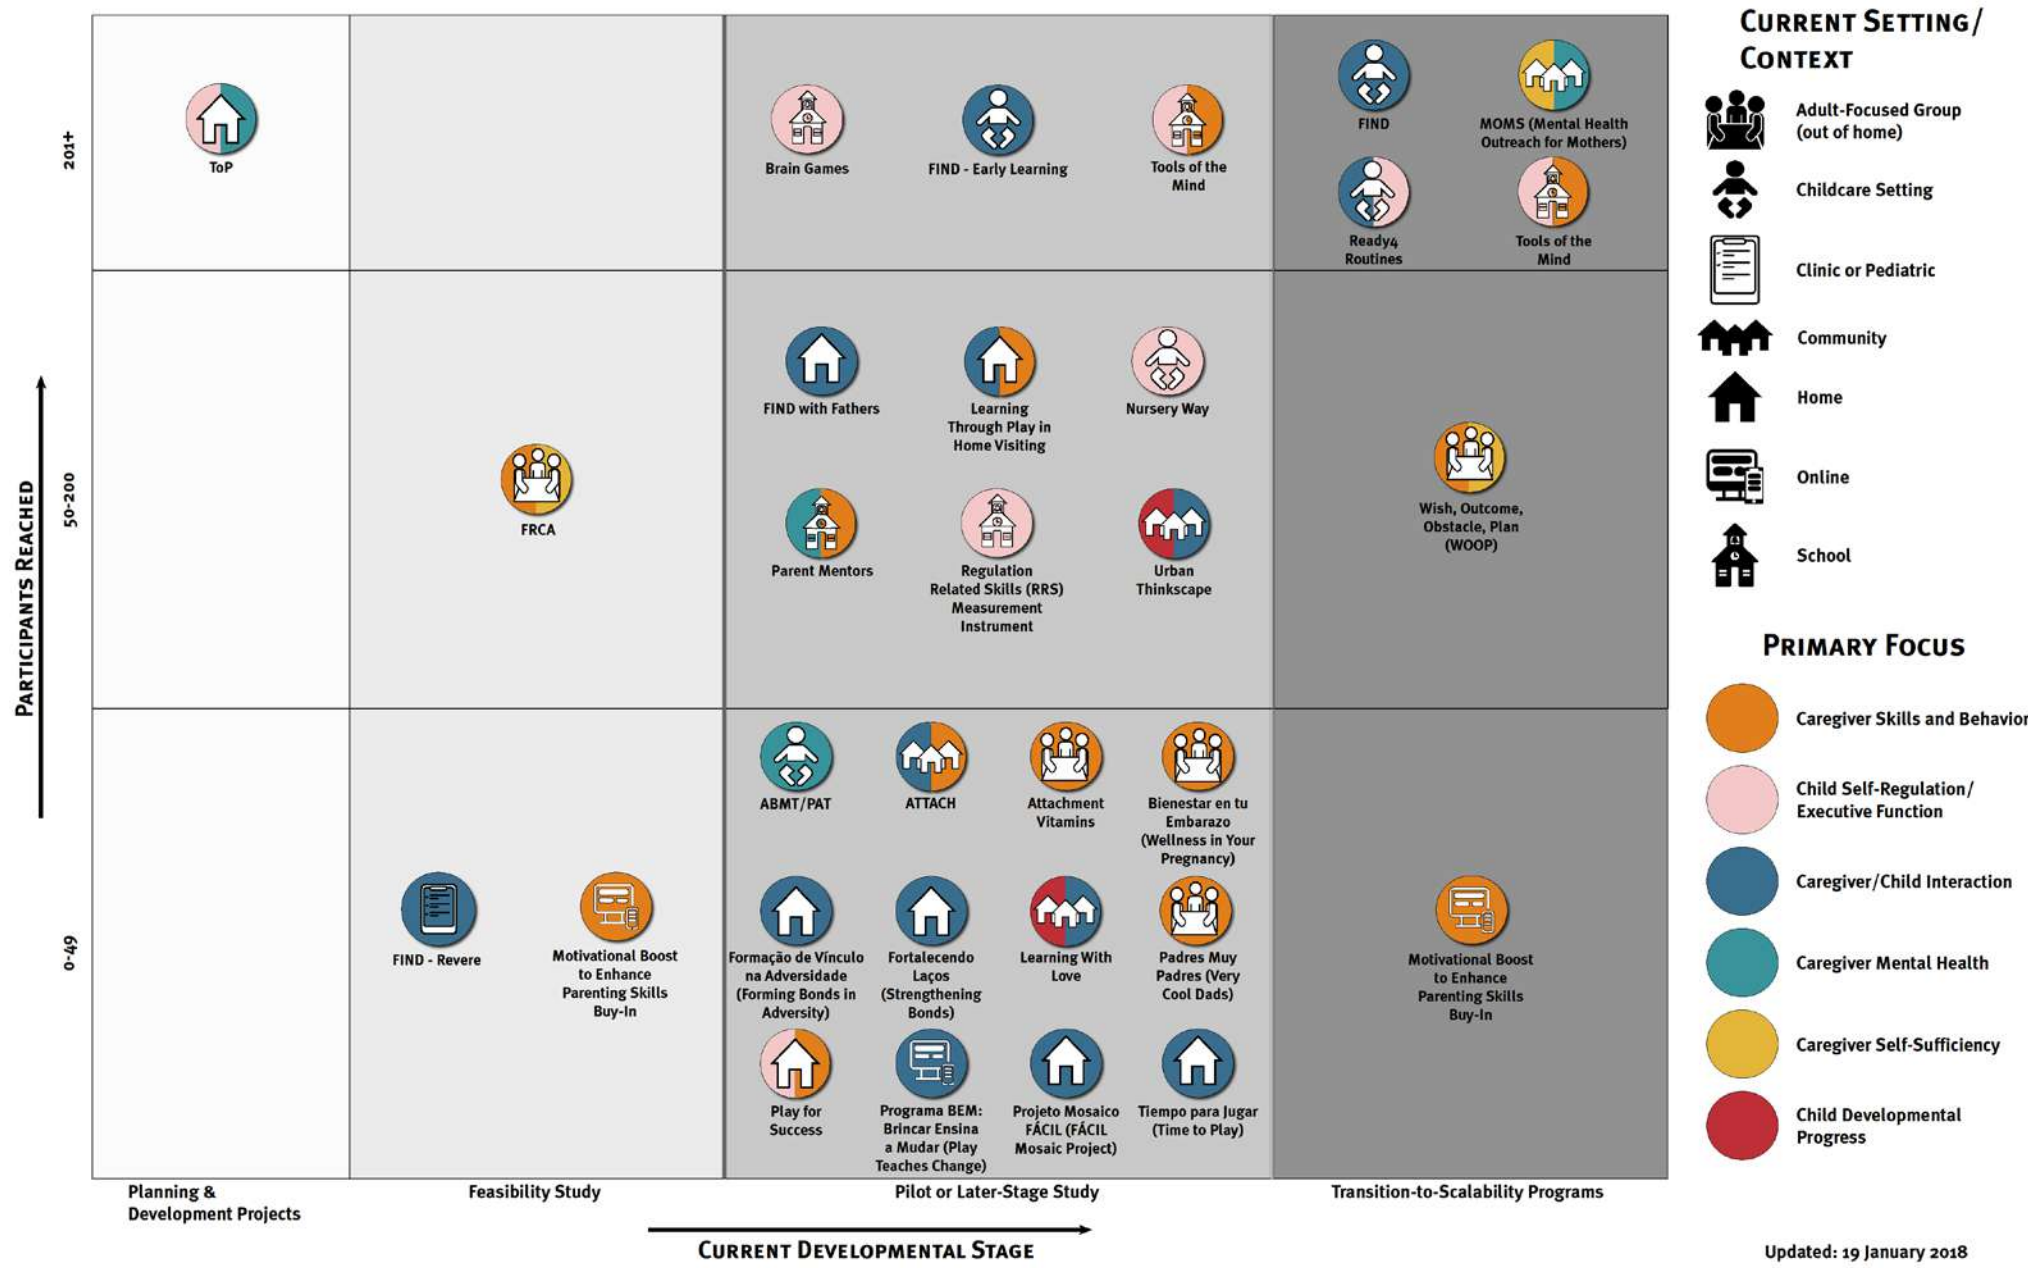 201+
ToP
Brain Games
FIND - Early Learning
Tools of the
Mind
FIND
MOMS (Mental Health
Outreach for Mothers)
Ready4
Routines
Tools of the
Mind
PARTICIPANTS REACHED
50-200
FRCA
FIND with Fathers
Learning
Through Play in
Home Visiting
Nursery Way
Parent Mentors
Regulation
Related Skills (RRS)
Measurement
Instrument
Urban
Thinkscape
Wish, Outcome,
Obstacle, Plan
(WOOP)
0-49
FIND - Revere
Motivational Boost
to Enhance
Parenting Skills
Buy-In
ABMT/PAT
ATTACH
Attachment
Vitamins
Bienestar en tu
Embarazo
(Wellness in Your
Pregnancy)
Formação de Vínculo
na Adversidade
(Forming Bonds in
Adversity)
Fortalecendo
Laços
(Strengthening
Bonds)
Learning With
Love
Padres Muy
Padres (Very
Cool Dads)
Play for
Success
Programa BEM:
Brincar Ensina
a Mudar (Play
Teaches Change)
Projeto Mosaico
FÁCIL (FÁCIL
Mosaic Project)
Tiempo para Jugar
(Time to Play)
Motivational Boost
to Enhance
Parenting Skills
Buy-In
Planning &
Development Projects
Feasibility Study
Pilot or Later-Stage Study
Transition-to-Scalability Programs
CURRENT DEVELOPMENTAL STAGE
CURRENT SETTING/
CONTEXT
Adult-Focused Group
(out of home)
Childcare Setting
Clinic or Pediatric
Community
Home
Online
School
PRIMARY FOCUS
Caregiver Skills and Behavior
Child Self-Regulation/
Executive Function
Caregiver/Child Interaction
Caregiver Mental Health
Caregiver Self-Sufficiency
Child Developmental
Progress
Updated: 19 January 2018